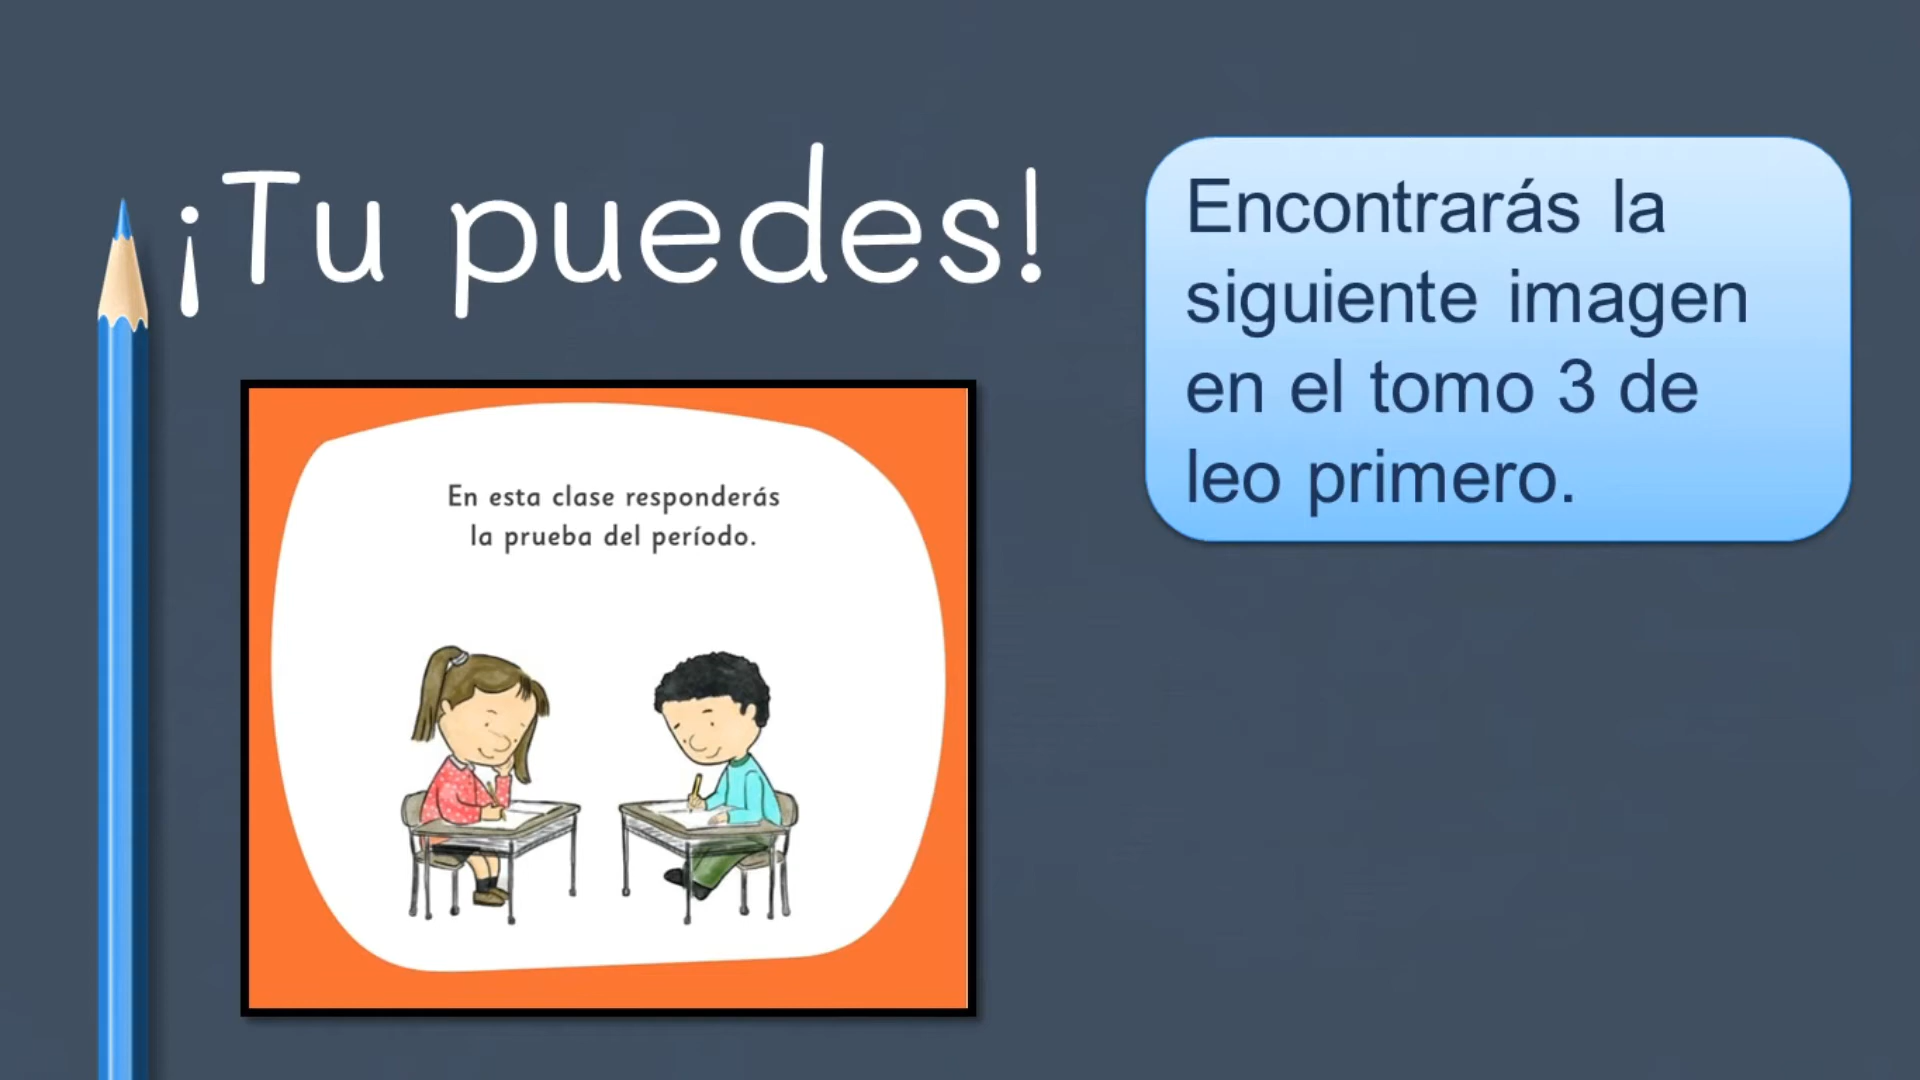 ¡Tu puedes!
Encontrarás la
siguiente imagen
en el tomo 3 de
leo primero.
En esta clase responderás
la prueba del período.